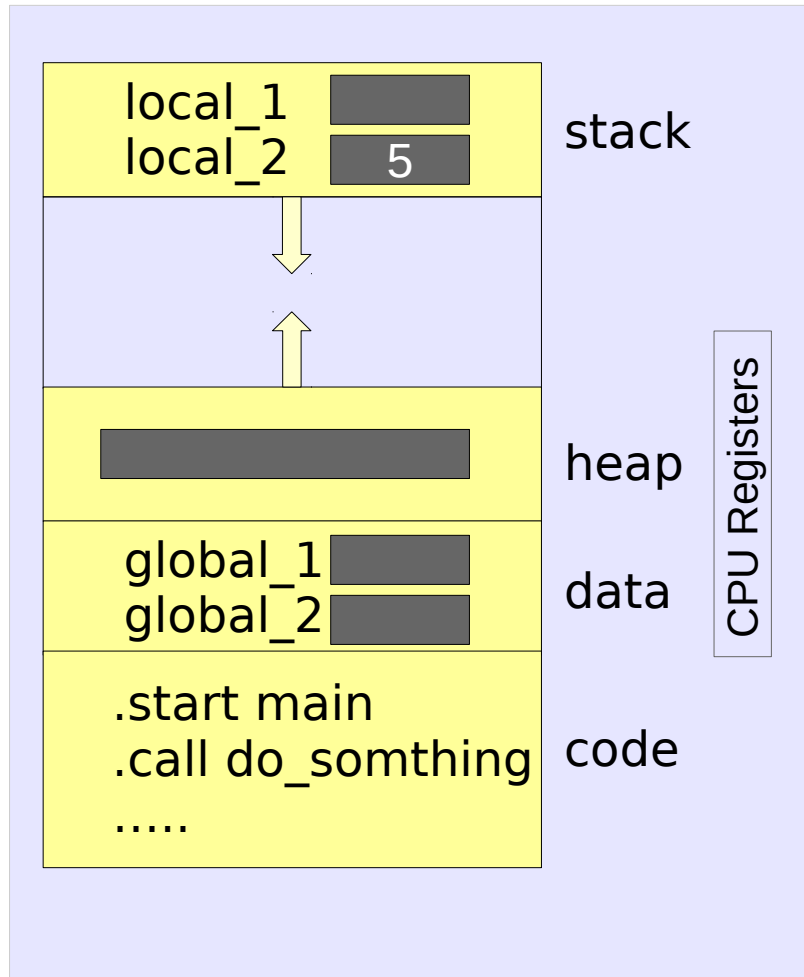 local_1
stack
local_2 5
heap
CPU Registers
global_1
data
global_2
.start main
code
.call do_somthing
.....